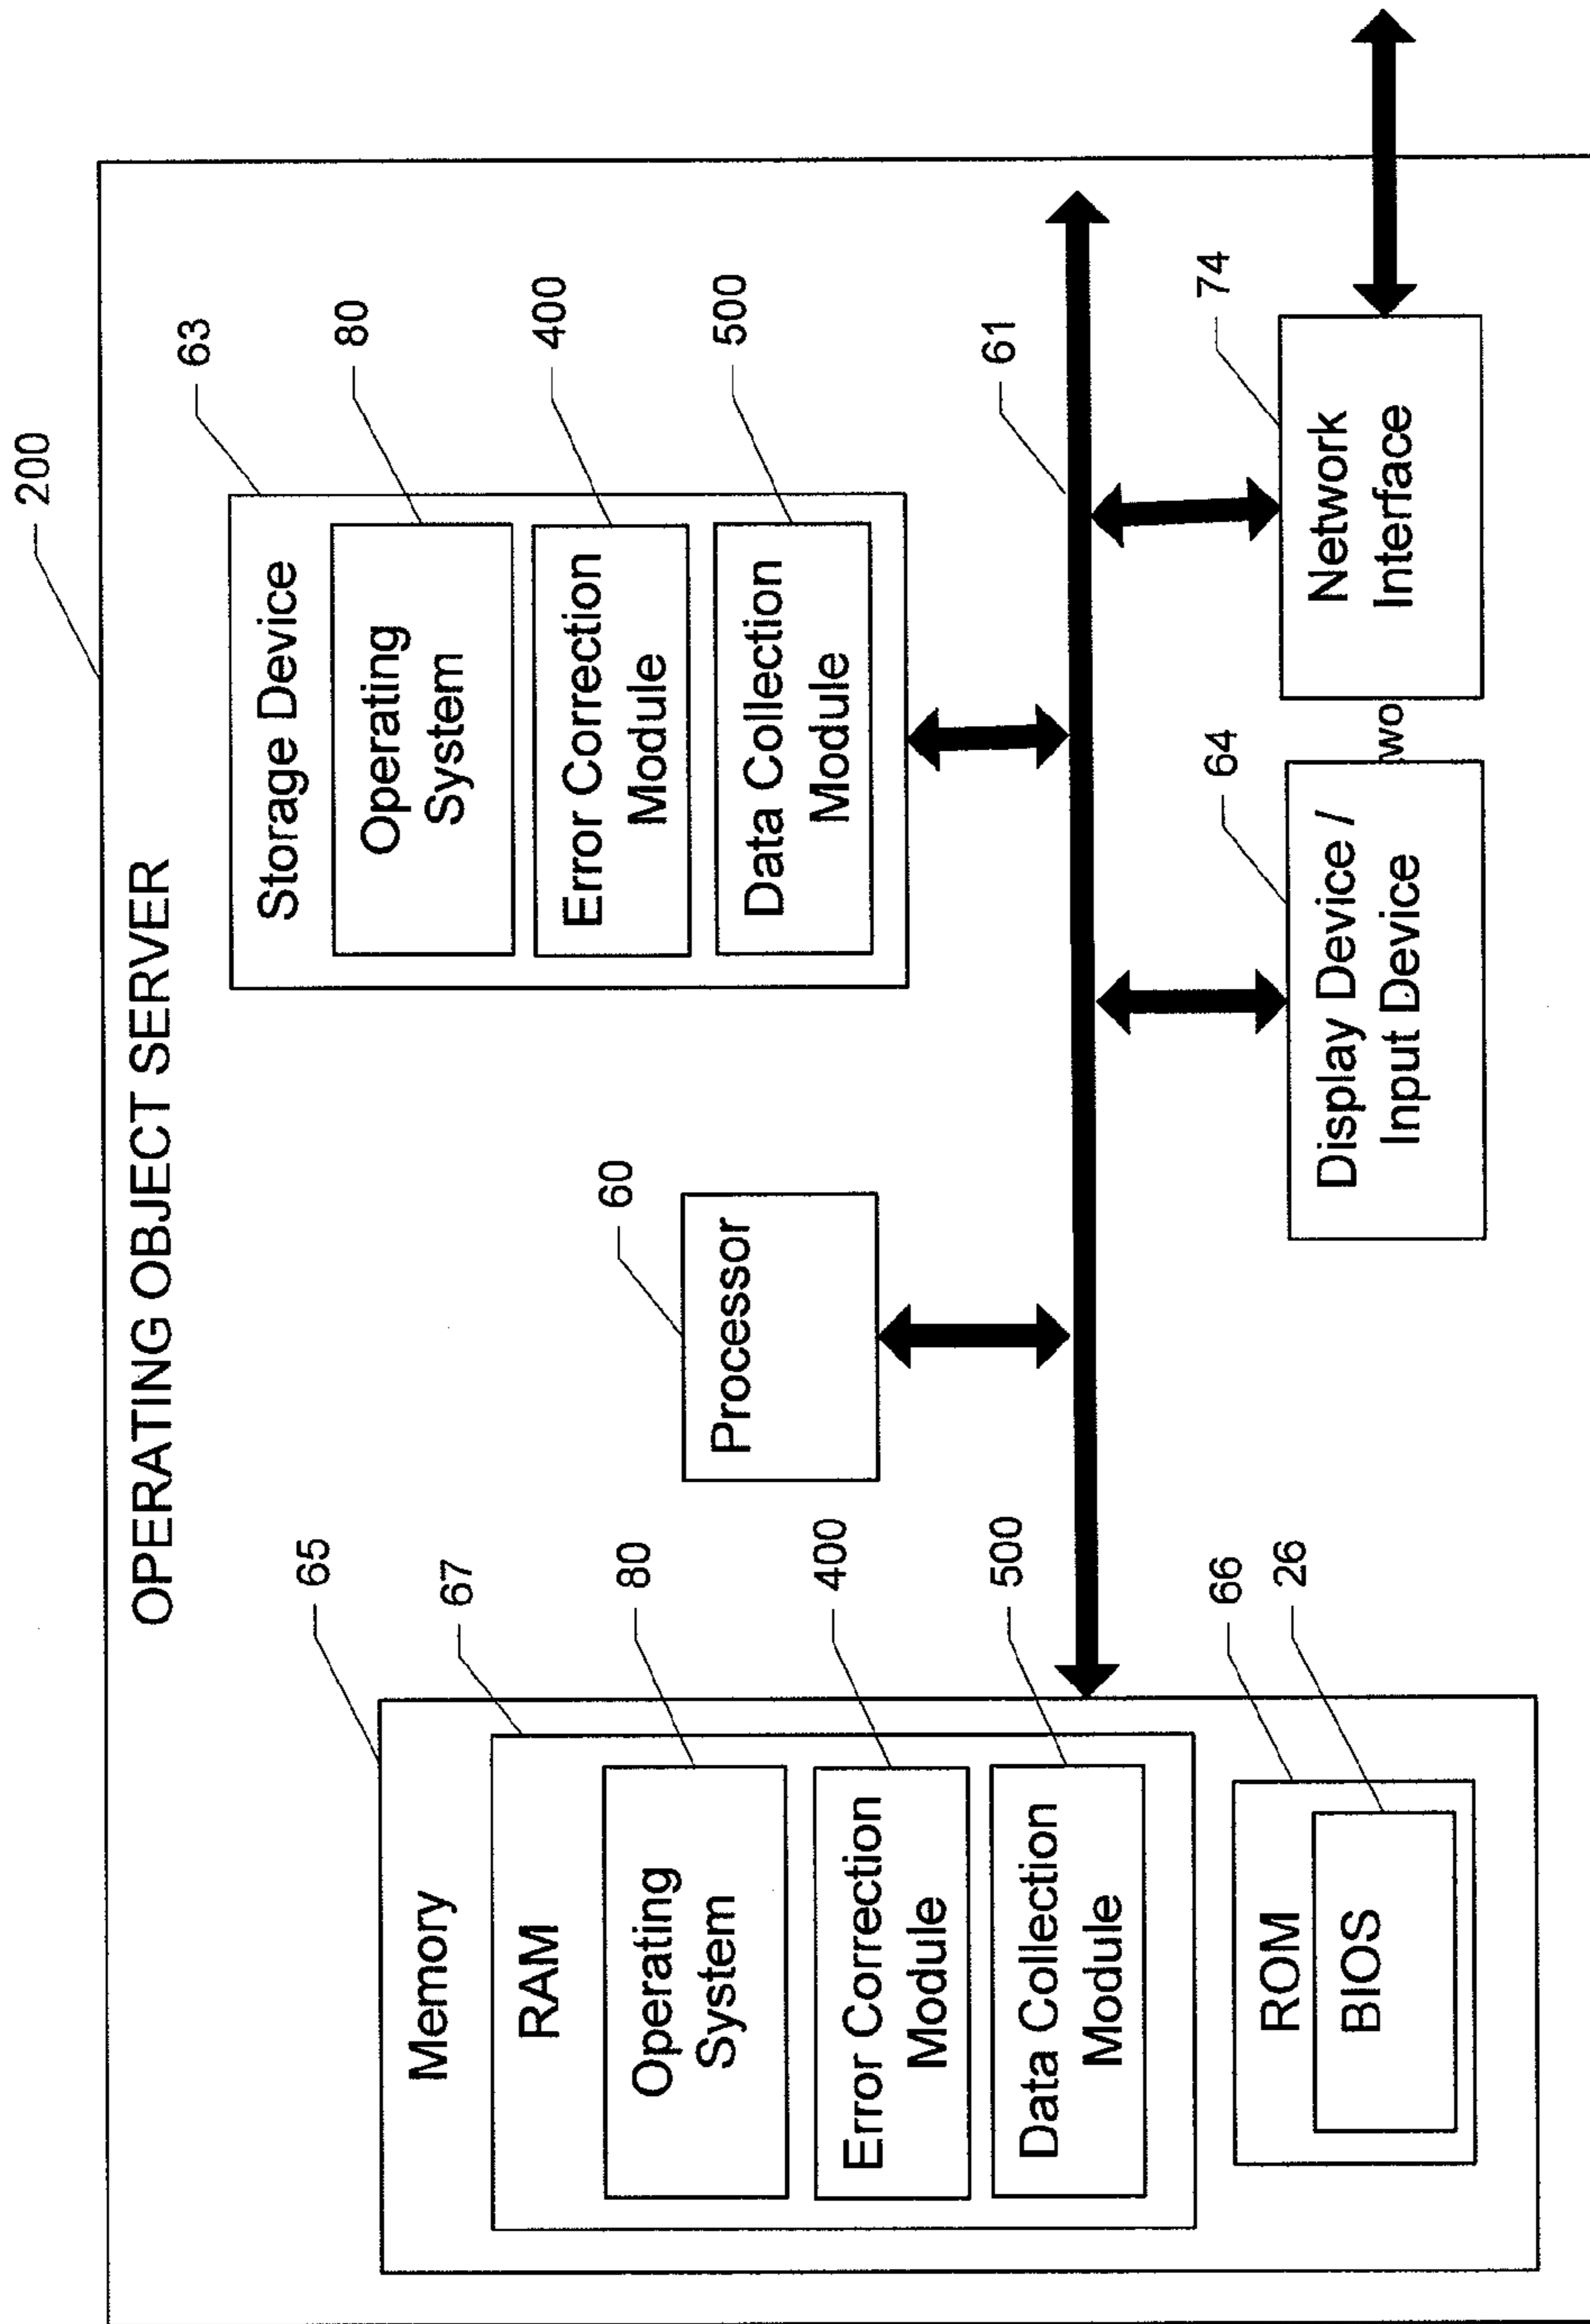 200
OPERATING OBJECT SERVER
65
Memory
67
RAM
80
Operating
System
400
Error Correction
Module
500
Data Collection
Module
66
ROM
26
BIOS
60
Processor
63
Storage Device
80
Operating
System
400
Error Correction
Module
500
Data Collection
Module
61
64
Display Device /
Input Device
wo
74
Network
Interface